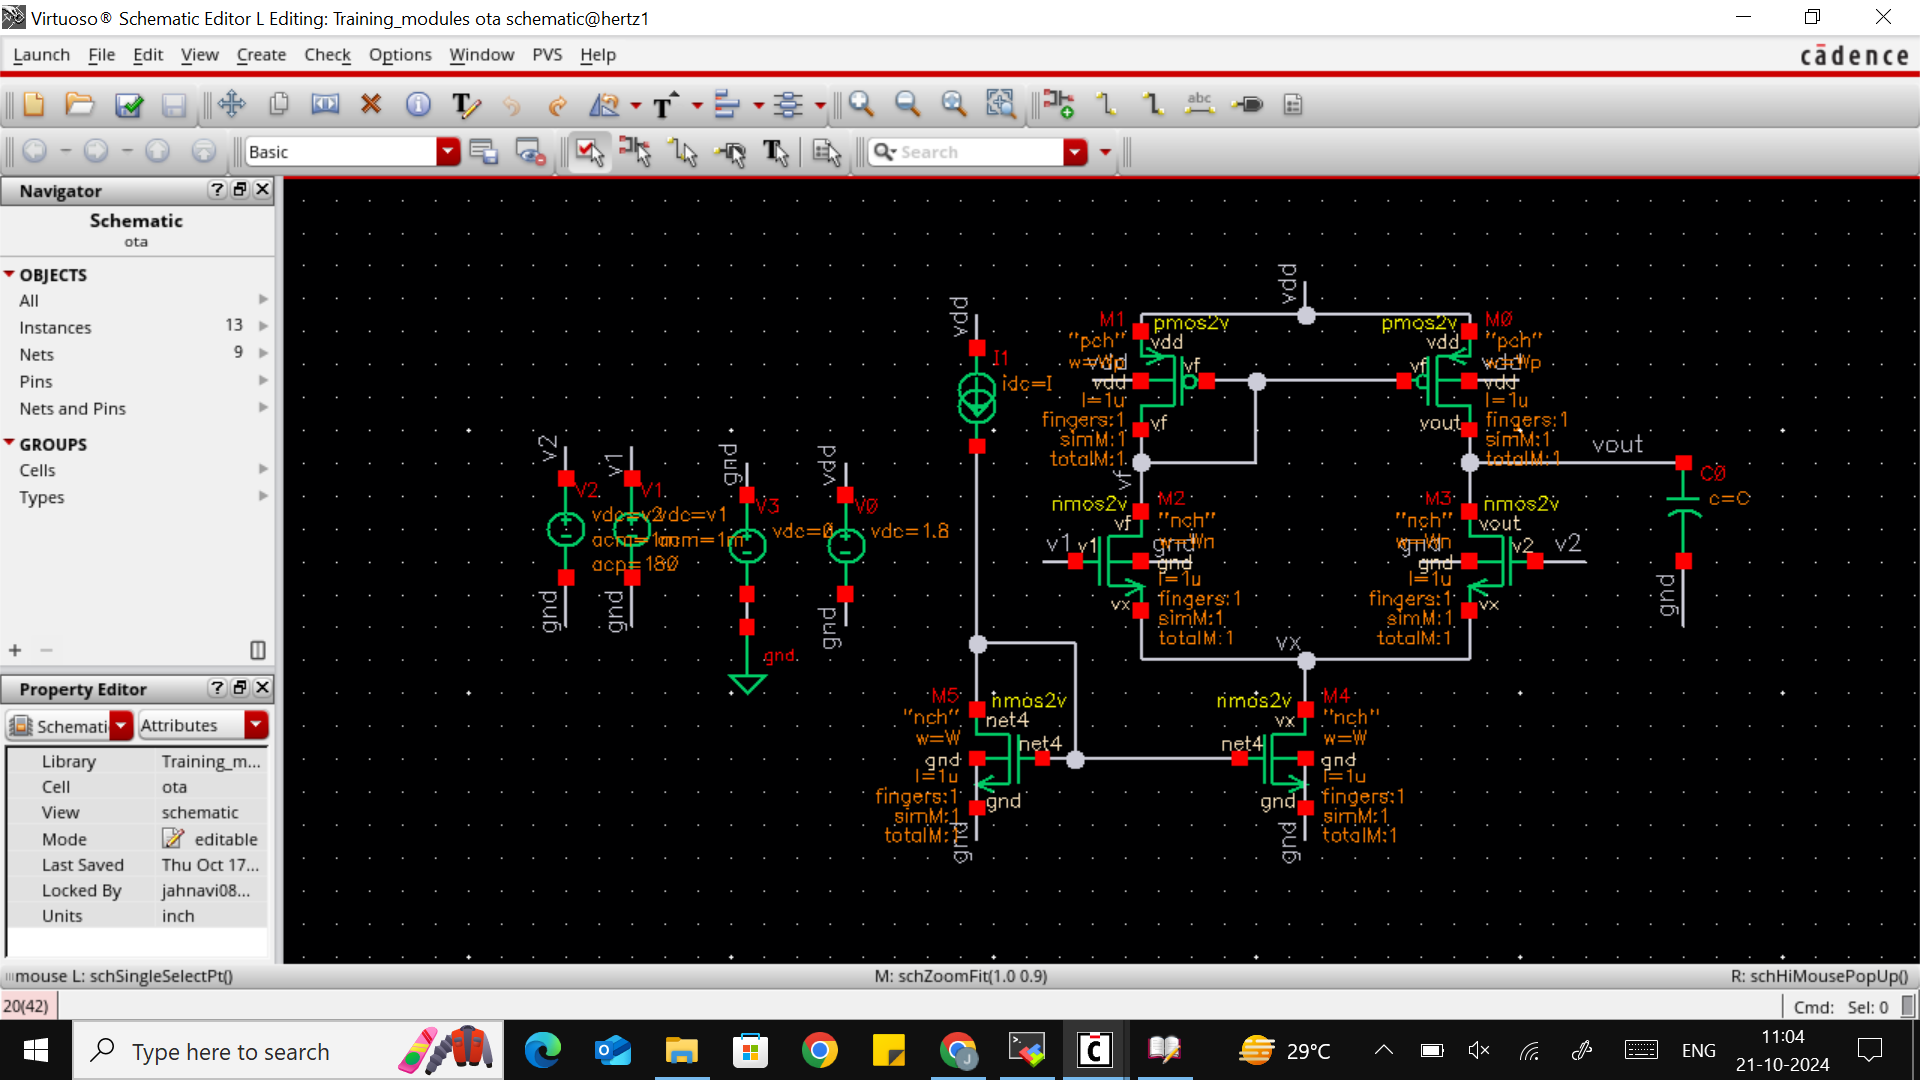 Virtuoso® Schematic Editor L Editing: Training_modules ota schematic@hertz1
Launch File Edit View Create Check Options Window PVS Help
cādence
abc
Basic
Search
Navigator
Schematic
ota
OBJECTS
All
Instances 13
Nets 9
Pins
Nets and Pins
GROUPS
Cells
Types
Property Editor
Schemati Attributes
Library Training_m...
Cell ota
View schematic
Mode editable
Last Saved Thu Oct 17...
Locked By jahnavi08...
Units inch
v2
V2
vdc=v2
acm=1m
acp=180
gnd
v1
V1
vdc=v1
acm=1m
gnd
gnd
V3
vdc=0
gnd
vdd
V0
vdc=1.8
gnd
vdd
I1
idc=I
vdd
M1
pmos2v
"pch"
vdd
w=Wp
vdd
vf
vdd
l=1u
fingers:1
vf
simM:1
totalM:1
vf
pmos2v
M0
vdd
"pch"
w=Wp
vdd
vf
vdd
l=1u
fingers:1
vout
simM:1
totalM:1
vout
C0
c=C
gnd
nmos2v
M2
vf
"nch"
w=Wn
v1
v1
gnd
gnd
l=1u
fingers:1
vx
simM:1
totalM:1
M3
nmos2v
"nch"
vout
w=Wn
gnd
v2
v2
gnd
l=1u
fingers:1
vx
simM:1
totalM:1
vx
M5
nmos2v
"nch"
net4
w=W
net4
gnd
l=1u
fingers:1
gnd
simM:1
totalM:1
gnd
nmos2v
M4
vx
"nch"
w=W
net4
gnd
l=1u
gnd
fingers:1
simM:1
totalM:1
gnd
mouse L: schSingleSelectPt() M: schZoomFit(1.0 0.9) R: schHiMousePopUp()
20(42) Cmd: Sel: 0
Type here to search
29°C
ENG
11:04
21-10-2024